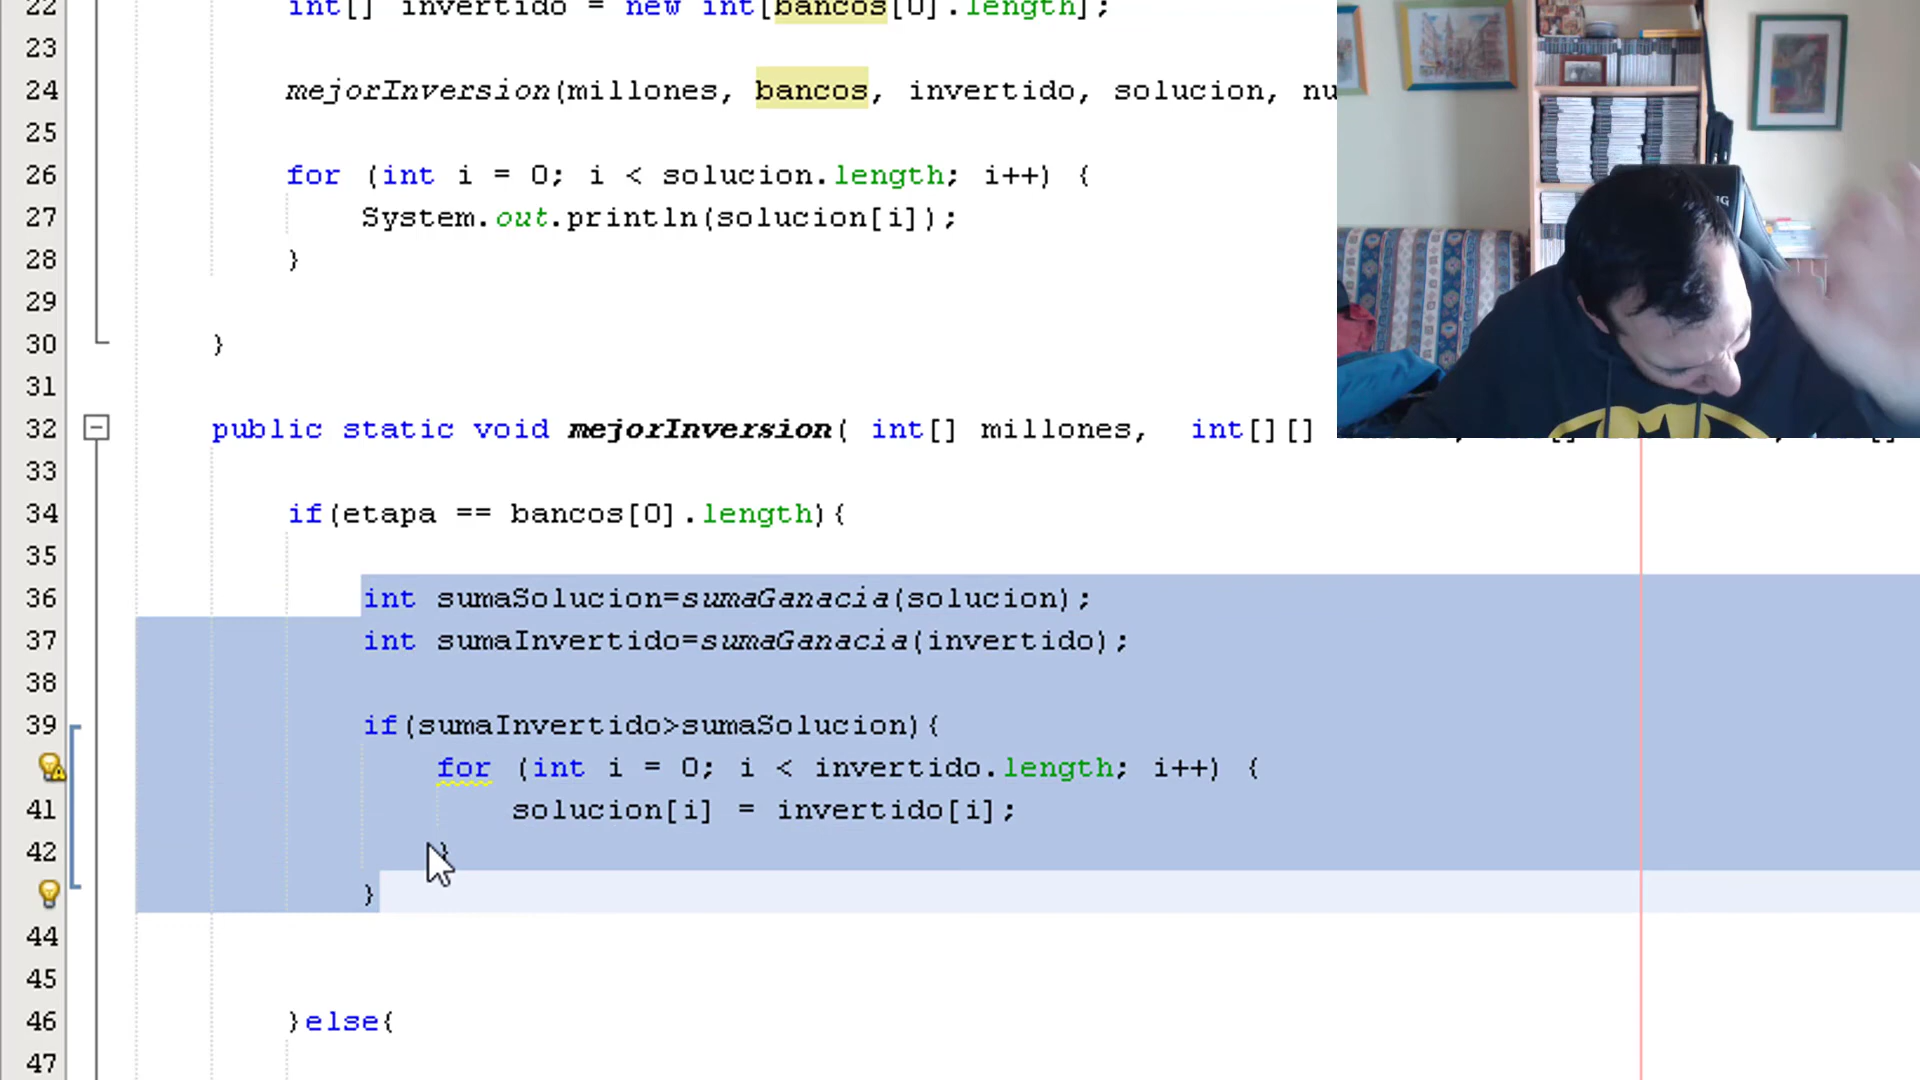 22 int[] invertido = new int[bancos[0].length];
23
24 mejorInversion(millones, bancos, invertido, solucion, nu
25
26 for (int i = 0; i < solucion.length; i++) {
27 System.out.println(solucion[i]);
28 }
29
30 }
31
32 public static void mejorInversion( int[] millones, int[][]
33
34 if(etapa == bancos[0].length){
35
36 int sumaSolucion=sumaGanacia(solucion);
37 int sumaInvertido=sumaGanacia(invertido);
38
39 if(sumaInvertido>sumaSolucion){
for (int i = 0; i < invertido.length; i++) {
41 solucion[i] = invertido[i];
42 }
}
44
45
46 }else{
47